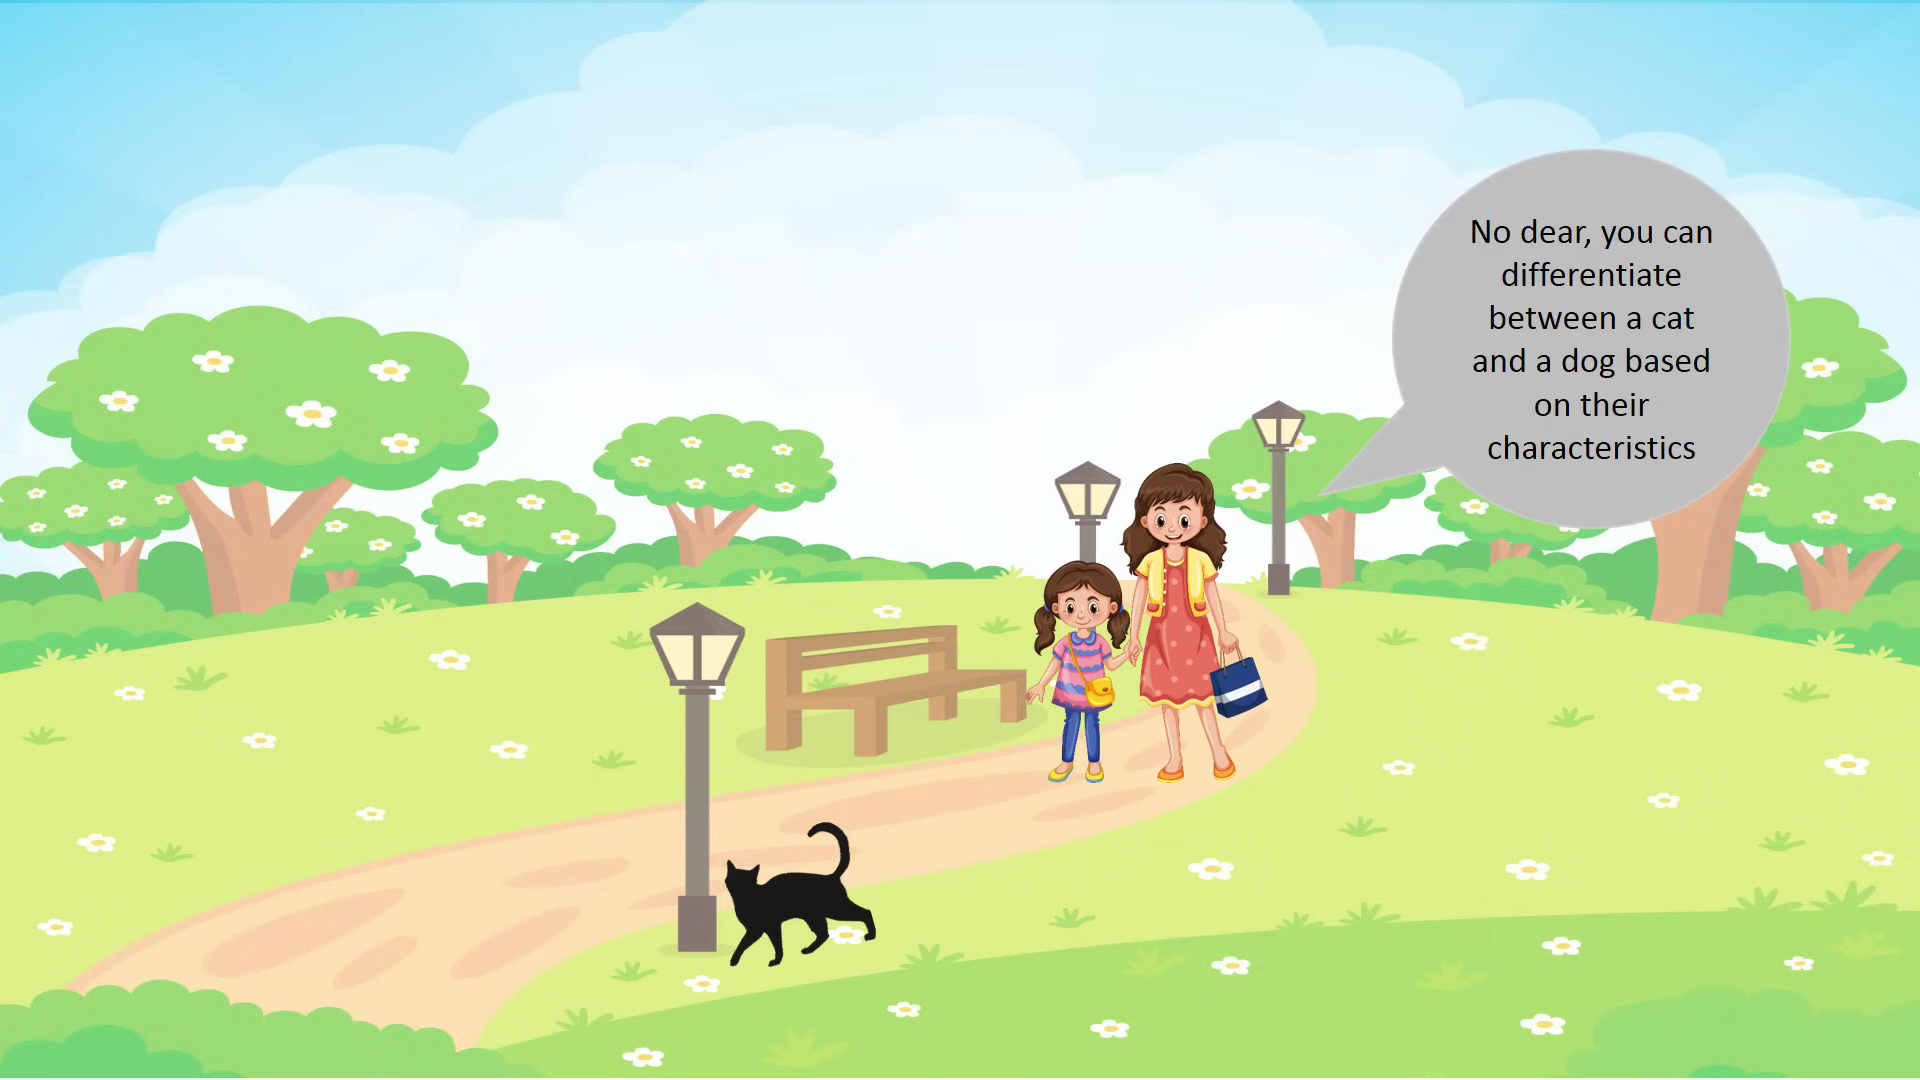 No dear, you can
differentiate
between a cat
and a dog based
on their
characteristics